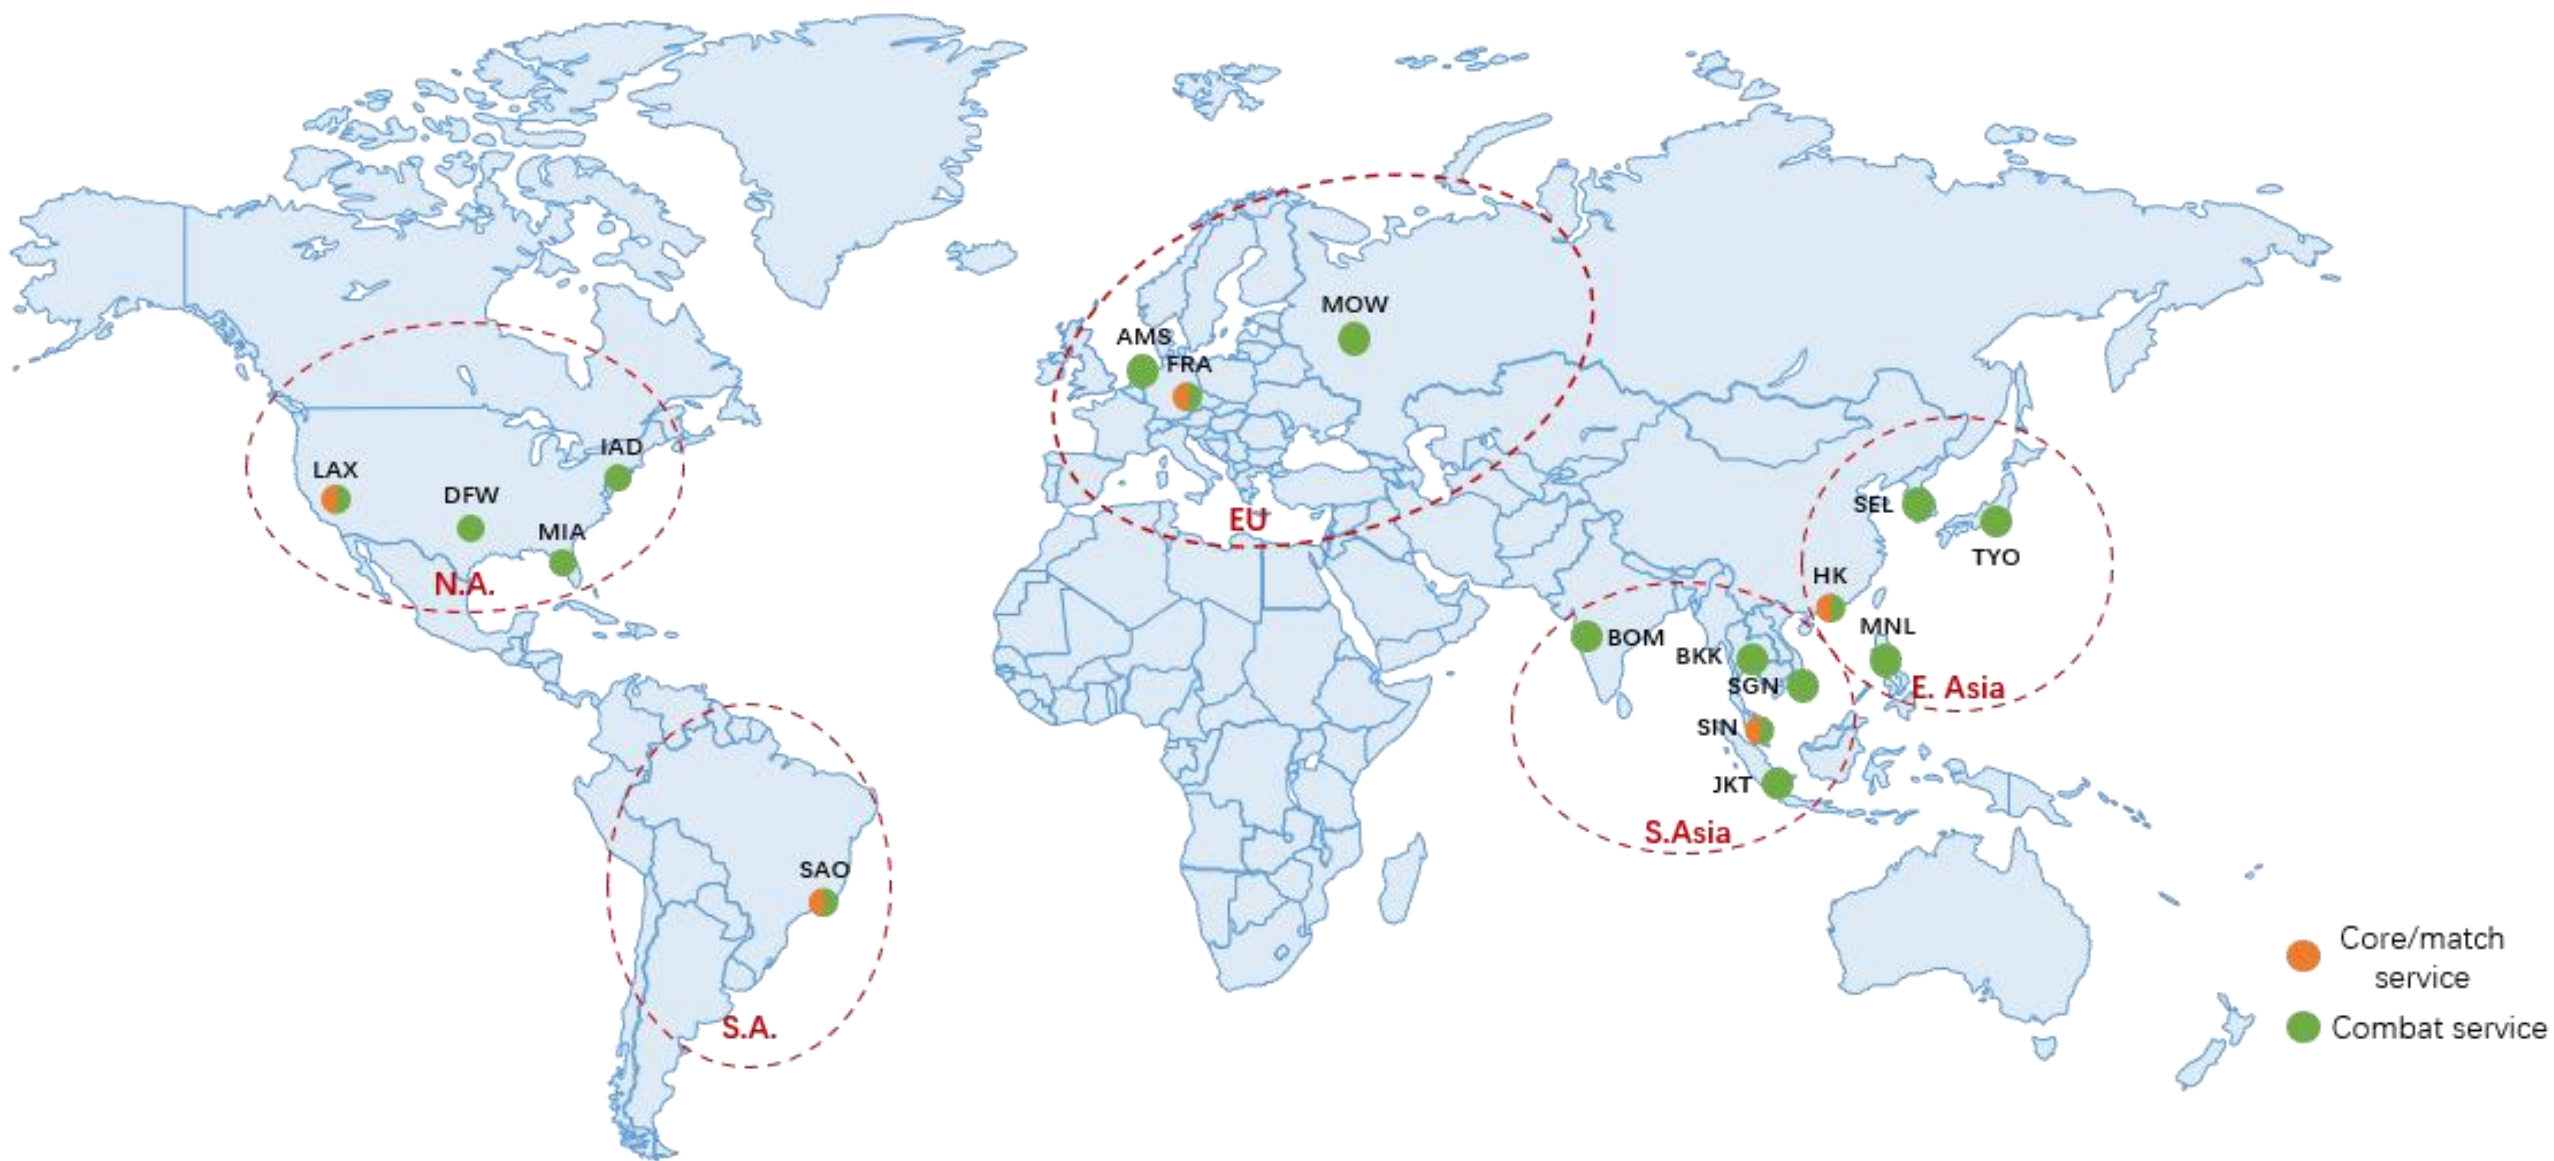 MOW
AMS
FRA
IAD
LAX
DFW
MIA
EU
SEL
TYO
N.A.
HK
MNL
BOM
BKK
SGN
E. Asia
SIN
JKT
S.Asia
SAO
S.A.
Core/match
service
Combat service